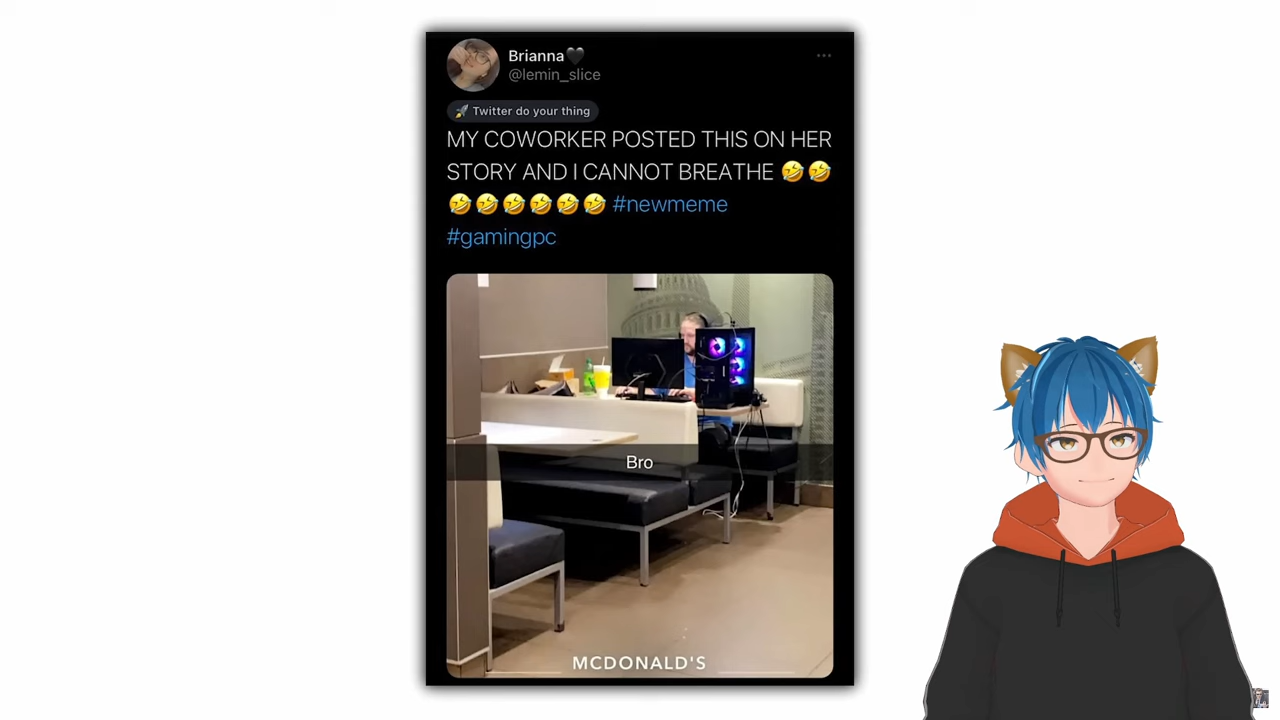 Brianna🖤
@lemin_slice
🚀 Twitter do your thing
MY COWORKER POSTED THIS ON HER
STORY AND I CANNOT BREATHE 🤣🤣
🤣🤣🤣🤣🤣🤣 #newmeme
#gamingpc
Bro
MCDONALD'S